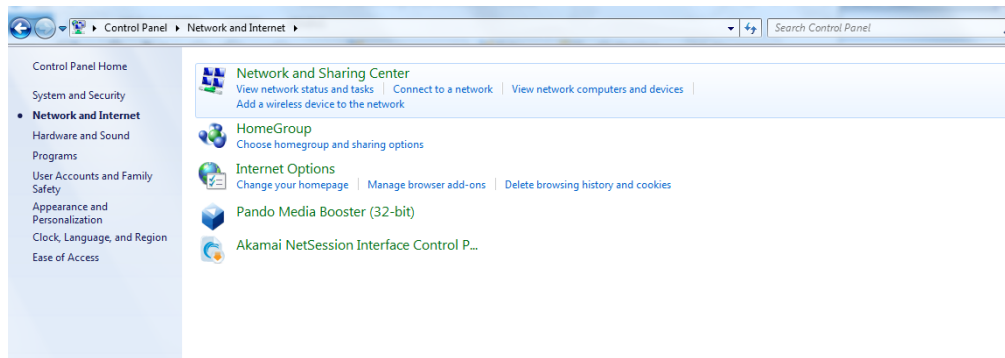 Control Panel ▸ Network and Internet ▸
Search Control Panel
Control Panel Home
System and Security
Network and Internet
Hardware and Sound
Programs
User Accounts and Family
Safety
Appearance and
Personalization
Clock, Language, and Region
Ease of Access
Network and Sharing Center
View network status and tasks | Connect to a network | View network computers and devices
Add a wireless device to the network
HomeGroup
Choose homegroup and sharing options
Internet Options
Change your homepage | Manage browser add-ons | Delete browsing history and cookies
Pando Media Booster (32-bit)
Akamai NetSession Interface Control P...